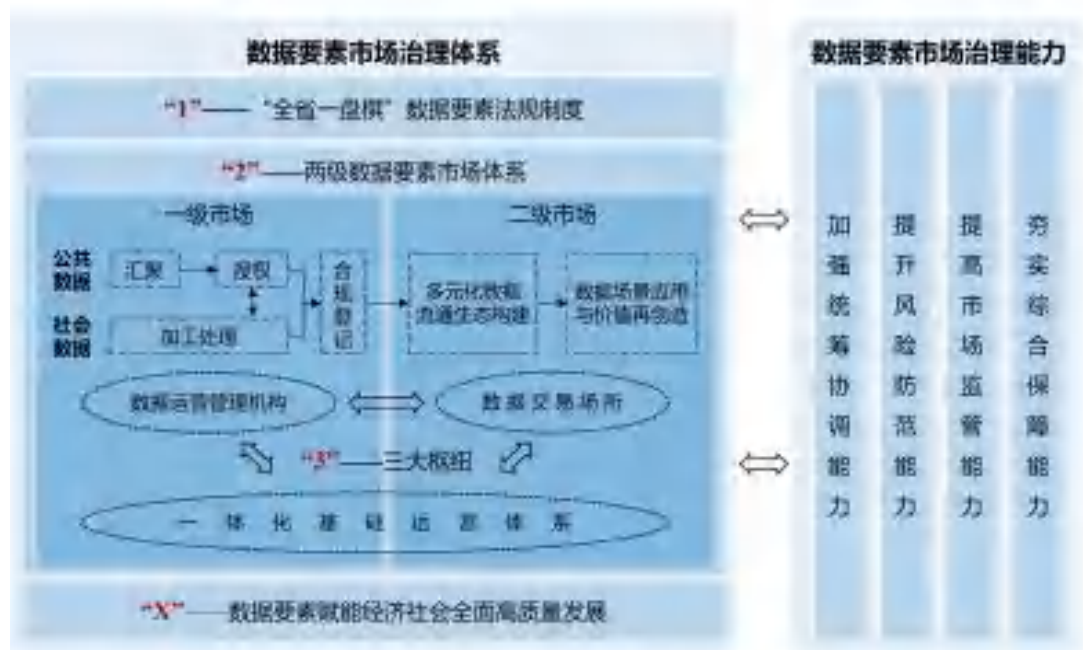 数据要素市场治理体系
“1”——“全省一盘棋”数据要素法规制度
“2”——两级数据要素市场体系
一级市场
二级市场
公共
数据
汇聚
授权
合规登记
社会
数据
加工处理
多元化数据
流通生态构建
数据场景应用
与价值再创造
数据运营管理机构
数据交易场所
“3”——三大枢纽
一体化基础运营体系
“X”——数据要素赋能经济社会全面高质量发展
数据要素市场治理能力
加强统筹协调能力
提升风险防范能力
提高市场监管能力
夯实综合保障能力